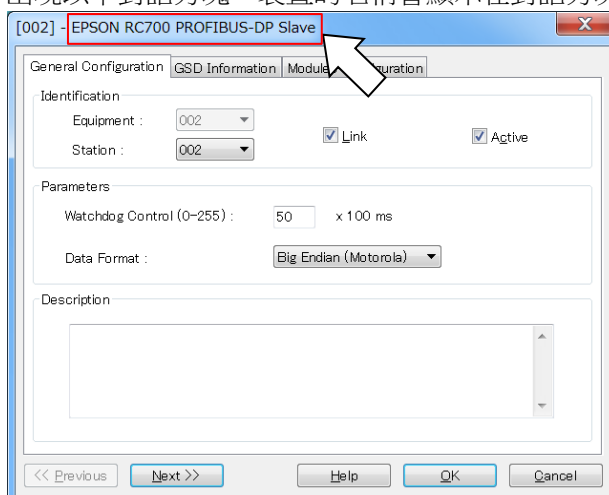 [002] - EPSON RC700 PROFIBUS-DP Slave
General Configuration GSD Information Module
Identification
Equipment : 002
Link Active
Station : 002
Parameters
Watchdog Control (0-255) : 50 x 100 ms
Data Format : Big Endian (Motorola)
Description
<< Previous Next >> Help OK Cancel